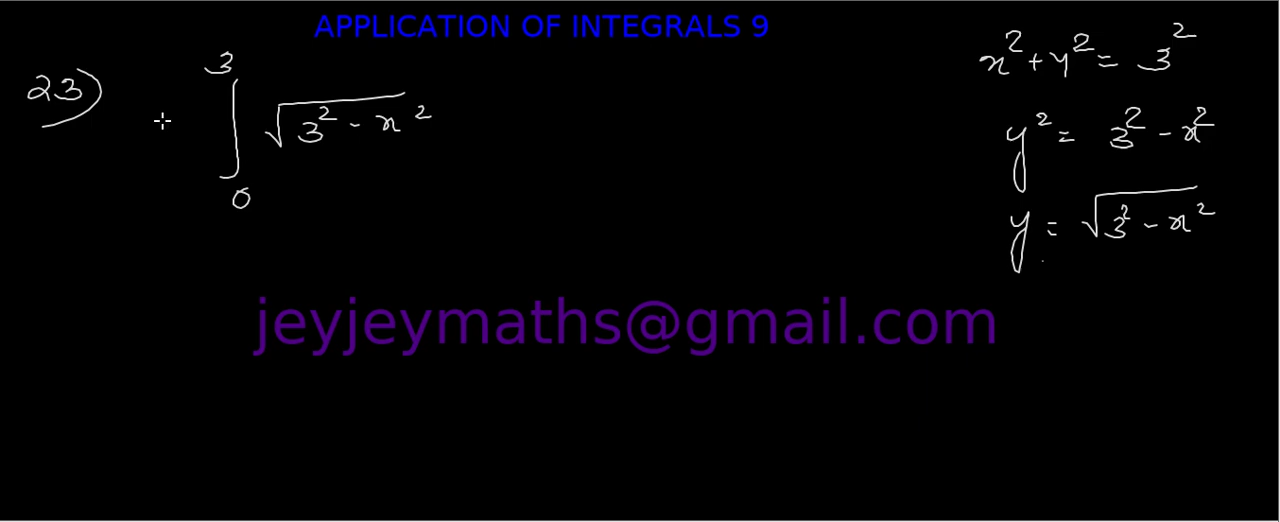 APPLICATION OF INTEGRALS 9
23)
∫₀³ √(3² - x²)
x² + y² = 3²
y² = 3² - x²
y = √(3² - x²)
jeyjeymaths@gmail.com